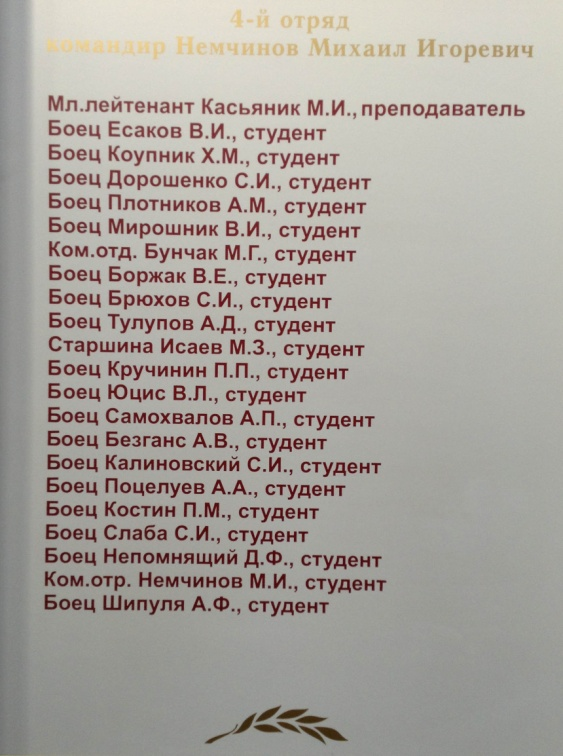 4-й отряд
командир Немчинов Михаил Игоревич
Мл.лейтенант Касьяник М.И., преподаватель
Боец Есаков В.И., студент
Боец Коупник Х.М., студент
Боец Дорошенко С.И., студент
Боец Плотников А.М., студент
Боец Мирошник В.И., студент
Ком.отд. Бунчак М.Г., студент
Боец Боржак В.Е., студент
Боец Брюхов С.И., студент
Боец Тулупов А.Д., студент
Старшина Исаев М.З., студент
Боец Кручинин П.П., студент
Боец Юцис В.Л., студент
Боец Самохвалов А.П., студент
Боец Безганс А.В., студент
Боец Калиновский С.И., студент
Боец Поцелуев А.А., студент
Боец Костин П.М., студент
Боец Слаба С.И., студент
Боец Непомнящий Д.Ф., студент
Ком.отр. Немчинов М.И., студент
Боец Шипуля А.Ф., студент